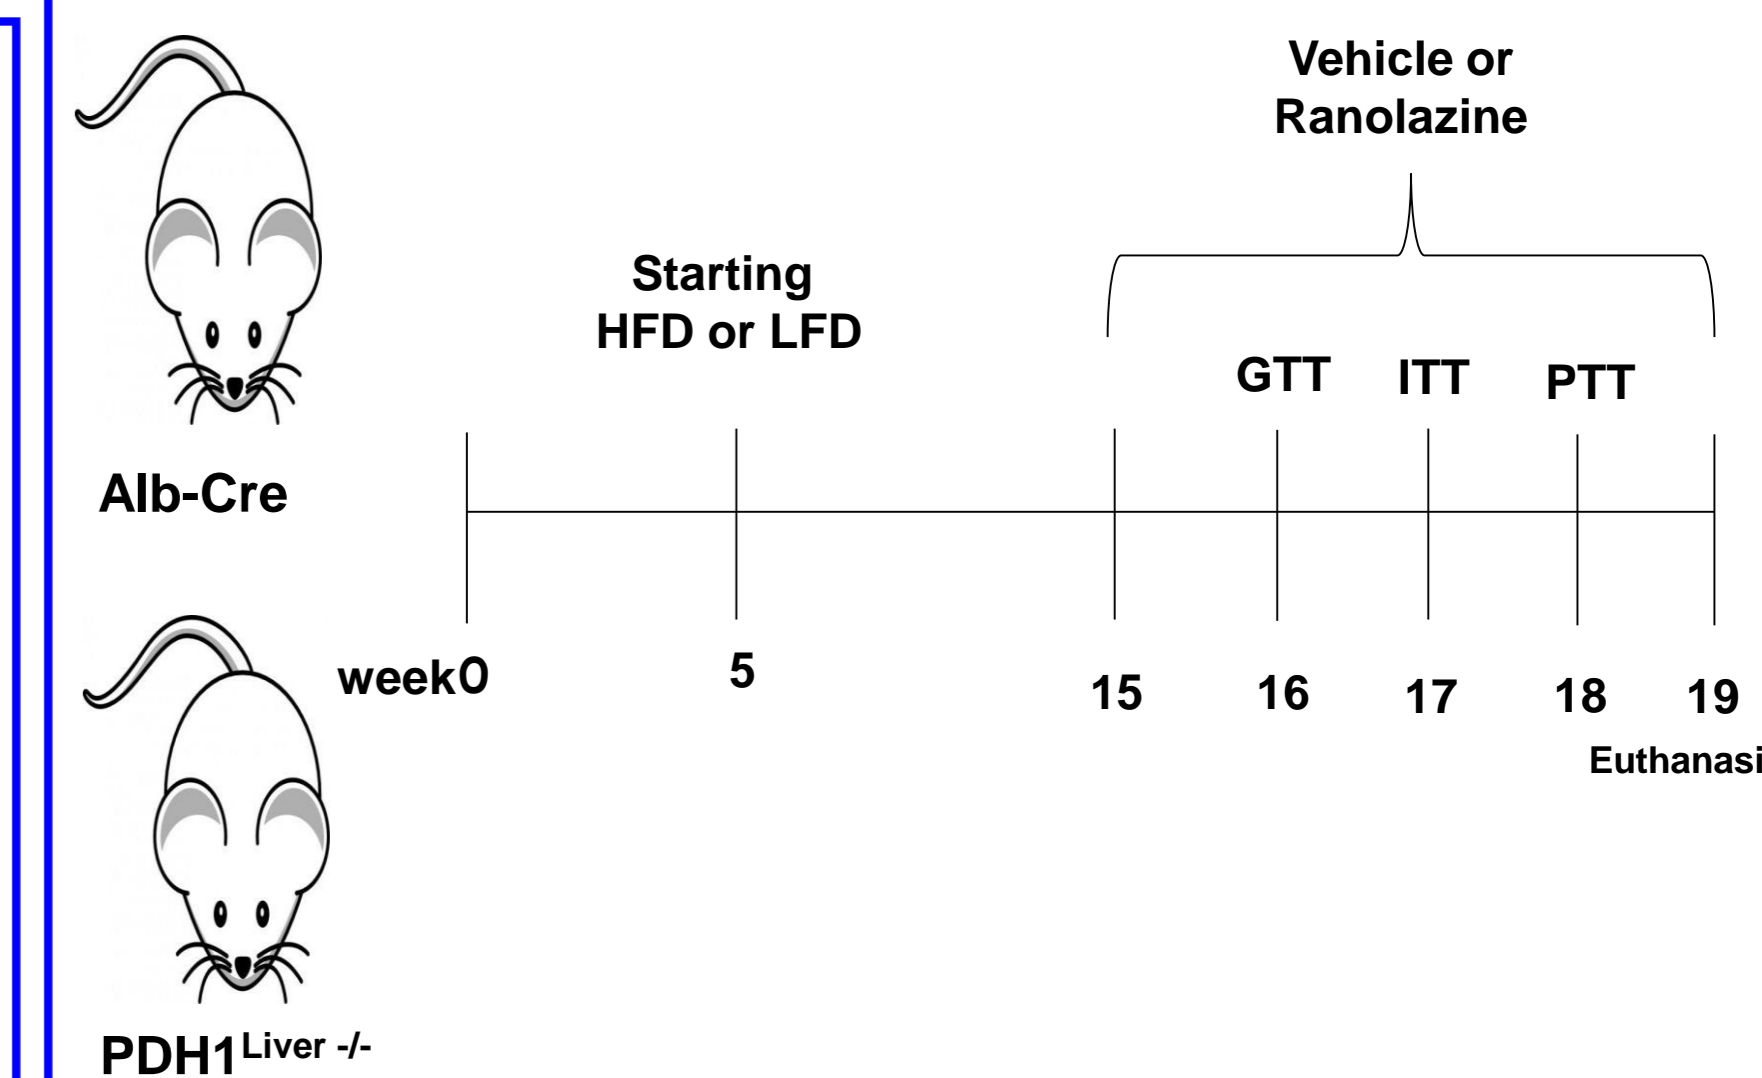 Vehicle or
Ranolazine
Starting
HFD or LFD
GTT ITT PTT
Alb-Cre
week0 5 15 16 17 18 19
Euthanasi
PDH1Liver -/-